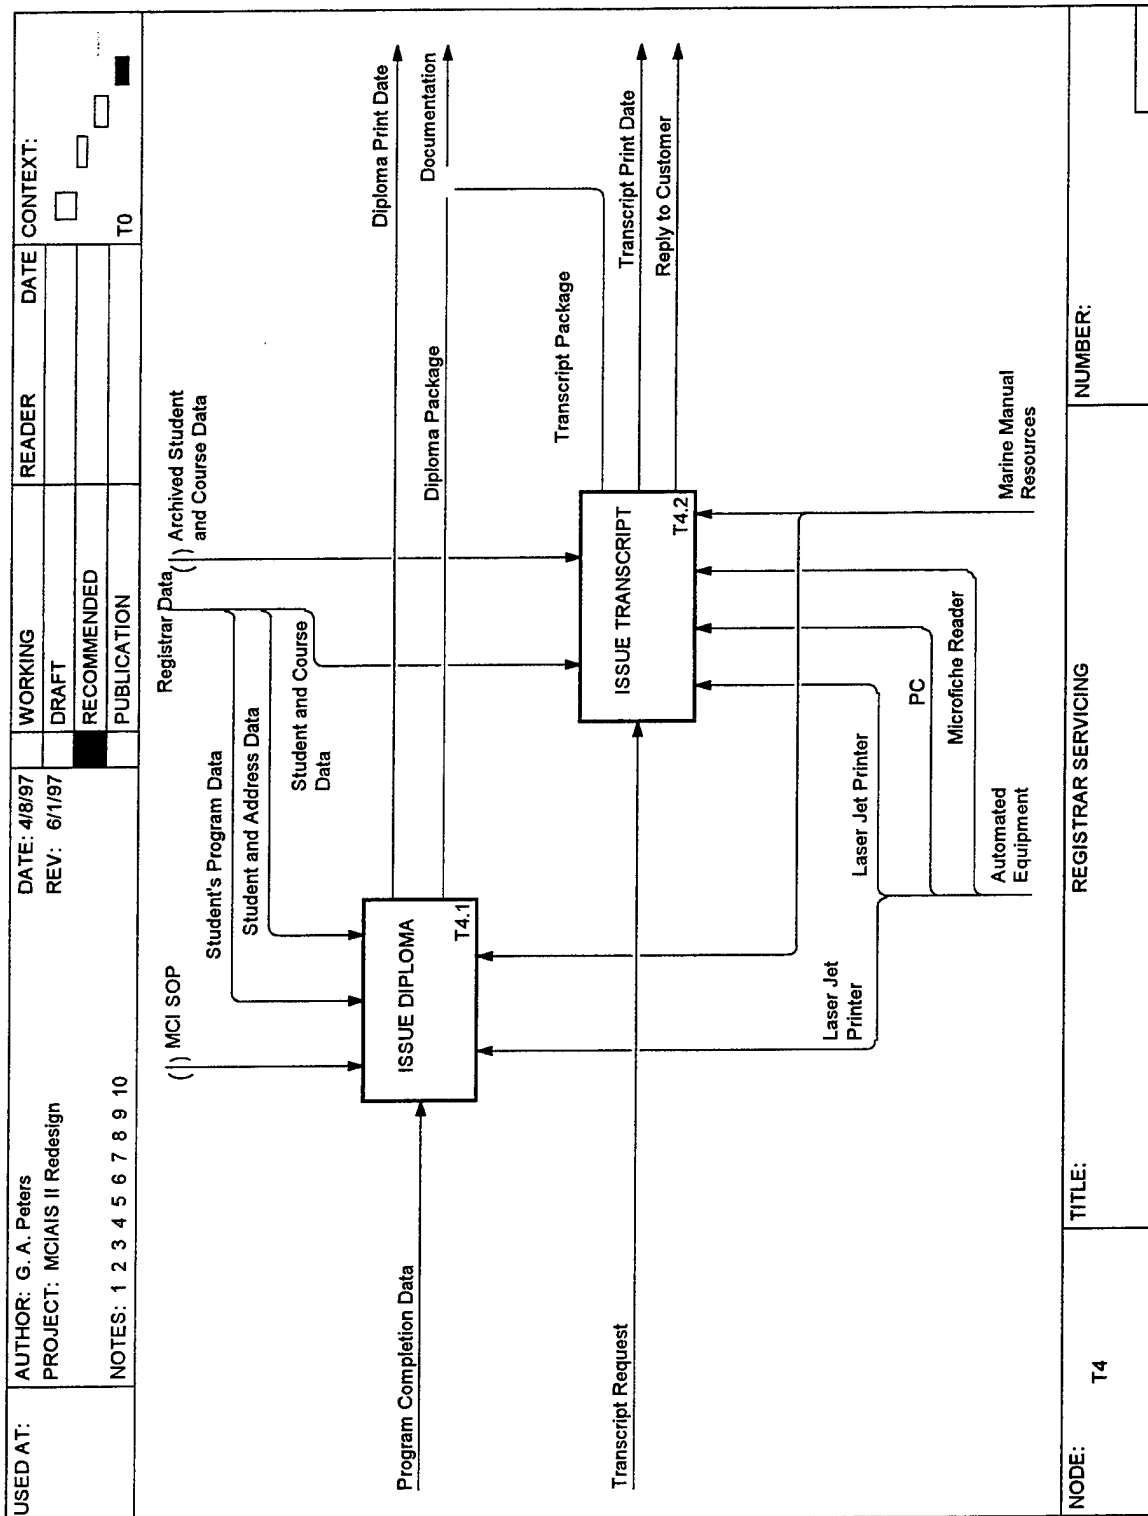 USED AT:
AUTHOR: G. A. Peters
PROJECT: MCIAIS II Redesign
NOTES: 1 2 3 4 5 6 7 8 9 10
DATE: 4/8/97
REV: 6/1/97
WORKING
DRAFT
RECOMMENDED
PUBLICATION
READER
DATE
CONTEXT:
T0
MCI SOP
Student's Program Data
Student and Address Data
Student and Course
Data
Registrar Data
Archived Student
and Course Data
Diploma Print Date
Documentation
Diploma Package
Program Completion Data
ISSUE DIPLOMA
T4.1
Transcript Package
Transcript Print Date
Reply to Customer
Transcript Request
ISSUE TRANSCRIPT
T4.2
Laser Jet
Printer
Laser Jet Printer
PC
Microfiche Reader
Automated
Equipment
Marine Manual
Resources
NODE:
T4
TITLE:
REGISTRAR SERVICING
NUMBER: